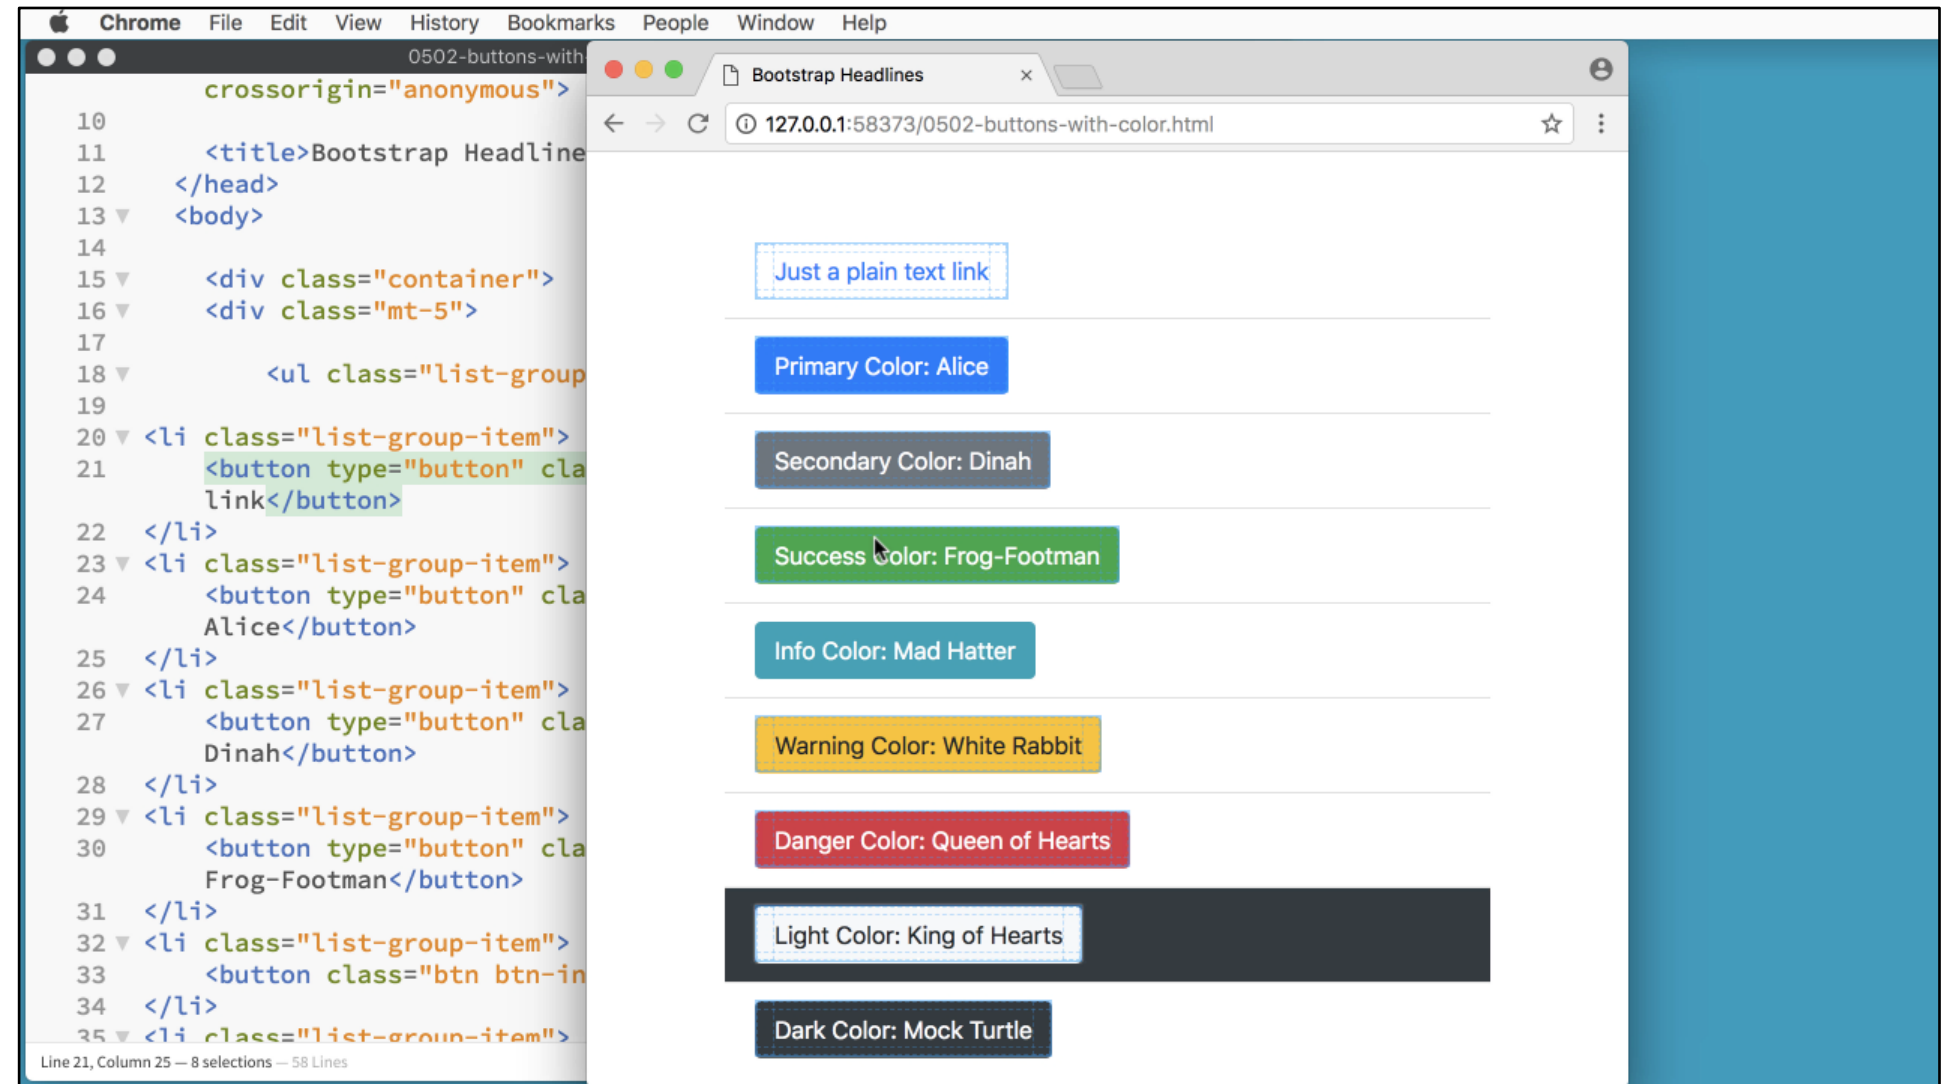 Chrome File Edit View History Bookmarks People Window Help
0502-buttons-with-
crossorigin="anonymous">
10
11 <title>Bootstrap Headline
12 </head>
13 <body>
14
15 <div class="container">
16 <div class="mt-5">
17
18 <ul class="list-group
19
20 <li class="list-group-item">
21 <button type="button" cla
link</button>
22 </li>
23 <li class="list-group-item">
24 <button type="button" cla
Alice</button>
25 </li>
26 <li class="list-group-item">
27 <button type="button" cla
Dinah</button>
28 </li>
29 <li class="list-group-item">
30 <button type="button" cla
Frog-Footman</button>
31 </li>
32 <li class="list-group-item">
33 <button class="btn btn-in
34 </li>
35 <li class="list-group-item">
Line 21, Column 25 — 8 selections — 58 Lines
Bootstrap Headlines
127.0.0.1:58373/0502-buttons-with-color.html
Just a plain text link
Primary Color: Alice
Secondary Color: Dinah
Success Color: Frog-Footman
Info Color: Mad Hatter
Warning Color: White Rabbit
Danger Color: Queen of Hearts
Light Color: King of Hearts
Dark Color: Mock Turtle